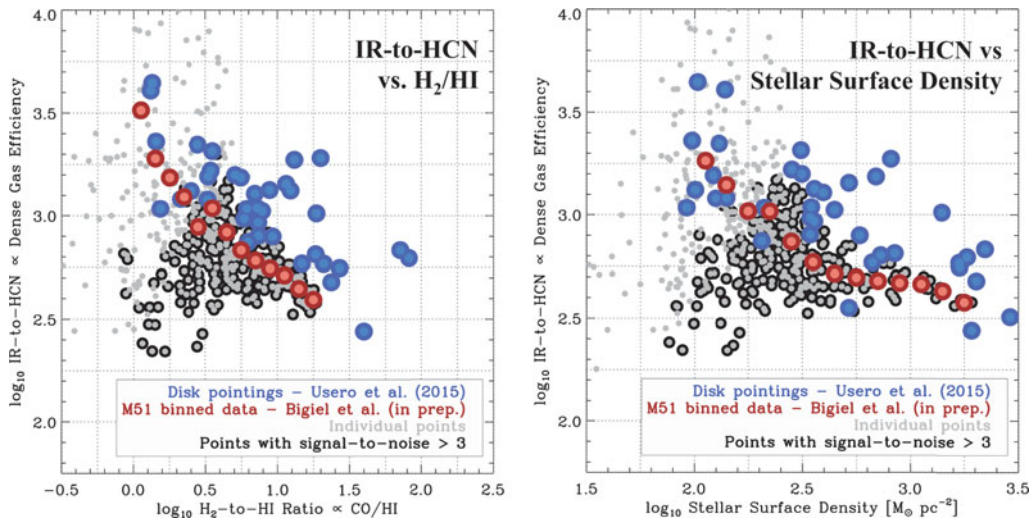 IR-to-HCN
vs. H₂/HI
log₁₀ IR-to-HCN ∝ Dense Gas Efficiency
4.0
3.5
3.0
2.5
2.0
Disk pointings – Usero et al. (2015)
M51 binned data – Bigiel et al. (in prep.)
Individual points
Points with signal-to-noise > 3
-0.5 0.0 0.5 1.0 1.5 2.0 2.5
log₁₀ H₂-to-HI Ratio ∝ CO/HI
IR-to-HCN vs
Stellar Surface Density
log₁₀ IR-to-HCN ∝ Dense Gas Efficiency
4.0
3.5
3.0
2.5
2.0
Disk pointings – Usero et al. (2015)
M51 binned data – Bigiel et al. (in prep.)
Individual points
Points with signal-to-noise > 3
2.0 2.5 3.0 3.5
log₁₀ Stellar Surface Density [M⊙ pc⁻²]